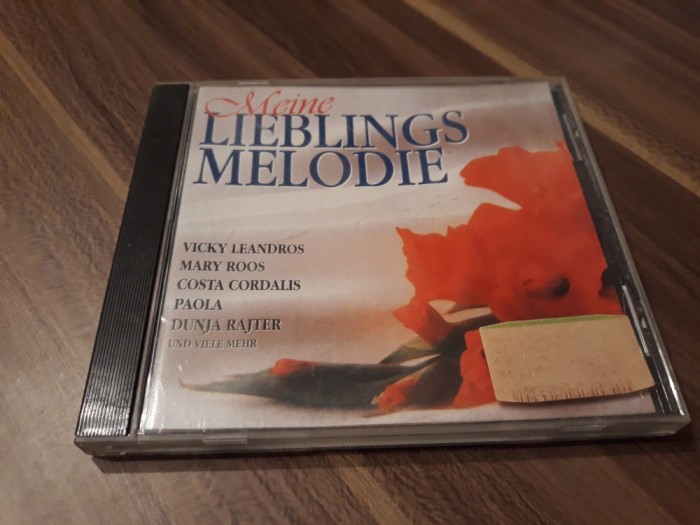 Meine
LIEBLINGS
MELODIE
VICKY LEANDROS
MARY ROOS
COSTA CORDALIS
PAOLA
DUNJA RAJTER
UND VIELE MEHR